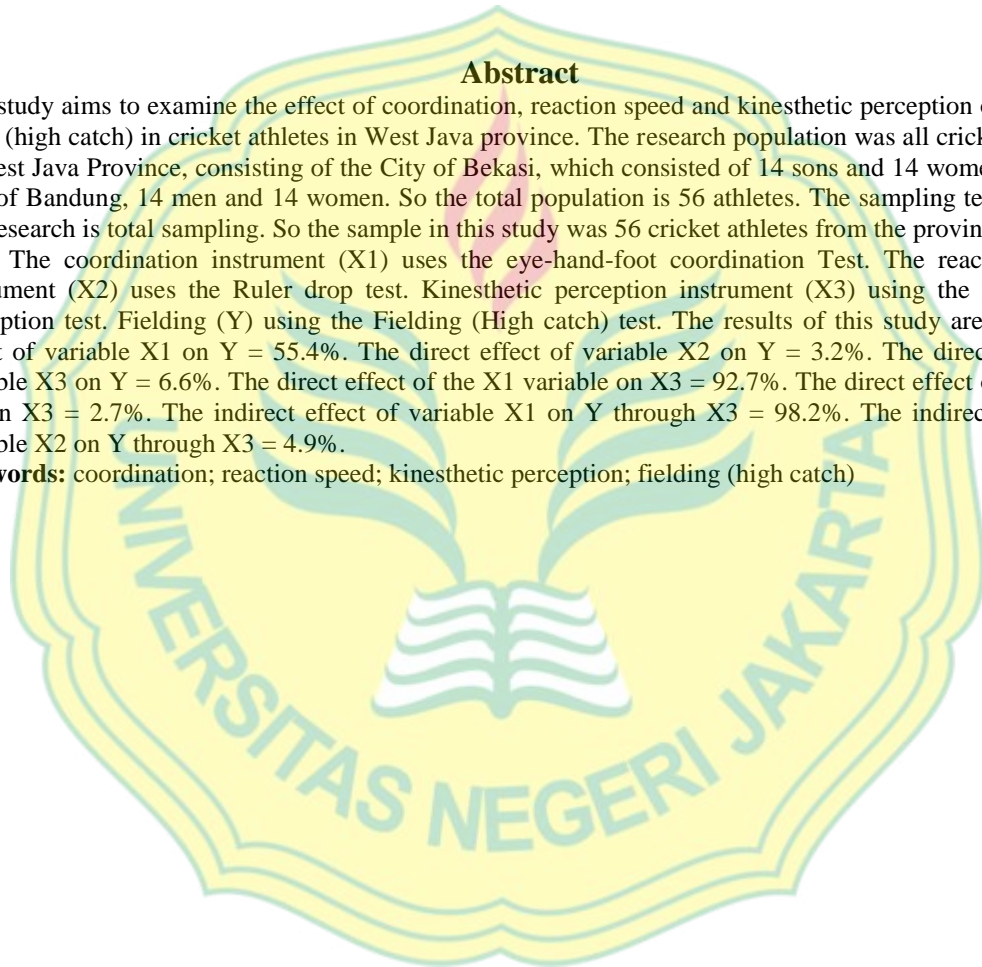 Abstract
study aims to examine the effect of coordination, reaction speed and kinesthetic perception
(high catch) in cricket athletes in West Java province. The research population was all
est Java Province, consisting of the City of Bekasi, which consisted of 14 sons and 14
of Bandung, 14 men and 14 women. So the total population is 56 athletes. The sampling
esearch is total sampling. So the sample in this study was 56 cricket athletes from the
The coordination instrument (X1) uses the eye-hand-foot coordination Test. The
ument (X2) uses the Ruler drop test. Kinesthetic perception instrument (X3) using the
ption test. Fielding (Y) using the Fielding (High catch) test. The results of this study are
t of variable X1 on Y = 55.4%. The direct effect of variable X2 on Y = 3.2%. The
ble X3 on Y = 6.6%. The direct effect of the X1 variable on X3 = 92.7%. The direct effect
n X3 = 2.7%. The indirect effect of variable X1 on Y through X3 = 98.2%. The
ble X2 on Y through X3 = 4.9%.
words: coordination; reaction speed; kinesthetic perception; fielding (high catch)
UNIVERSITAS NEGERI JAKARTA